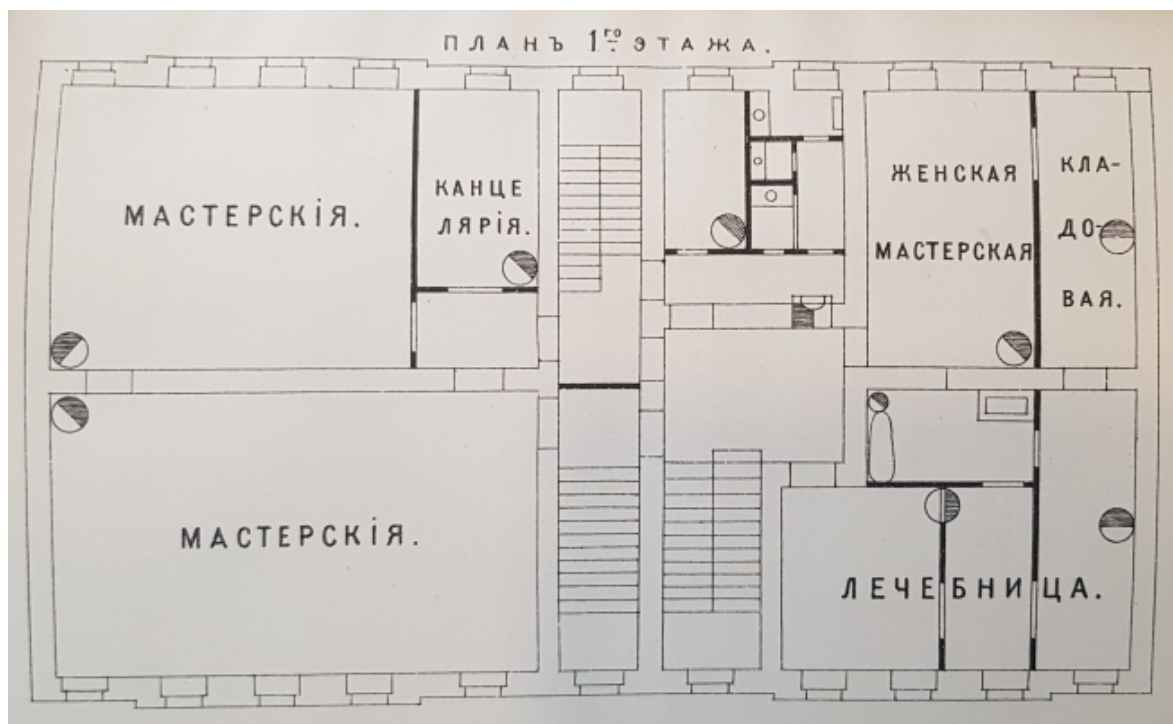 ПЛАНЪ 1го ЭТАЖА.
МАСТЕРСКІЯ.
КАНЦЕ
ЛЯРІЯ.
ЖЕНСКАЯ
МАСТЕРСКАЯ
КЛА-
ДО-
ВАЯ.
МАСТЕРСКІЯ.
ЛЕЧЕБНИЦА.